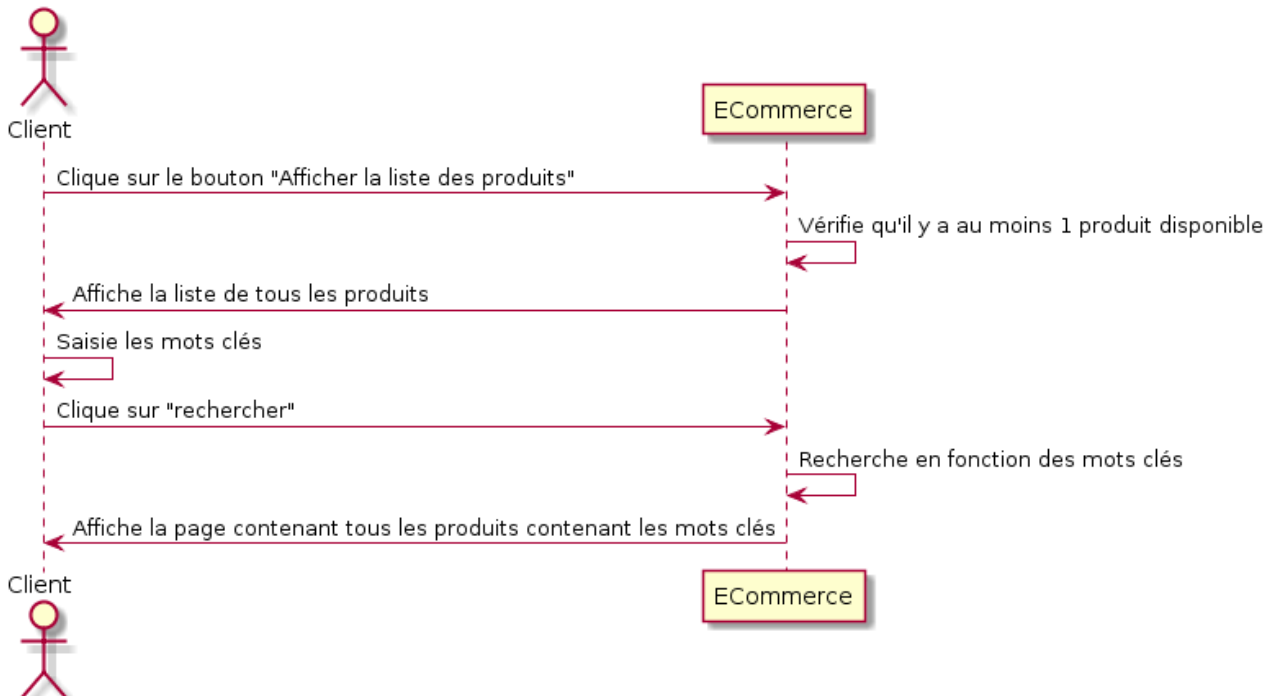 Client
ECommerce
Clique sur le bouton "Afficher la liste des produits"
Vérifie qu'il y a au moins 1 produit disponible
Affiche la liste de tous les produits
Saisie les mots clés
Clique sur "rechercher"
Recherche en fonction des mots clés
Affiche la page contenant tous les produits contenant les mots clés
Client
ECommerce